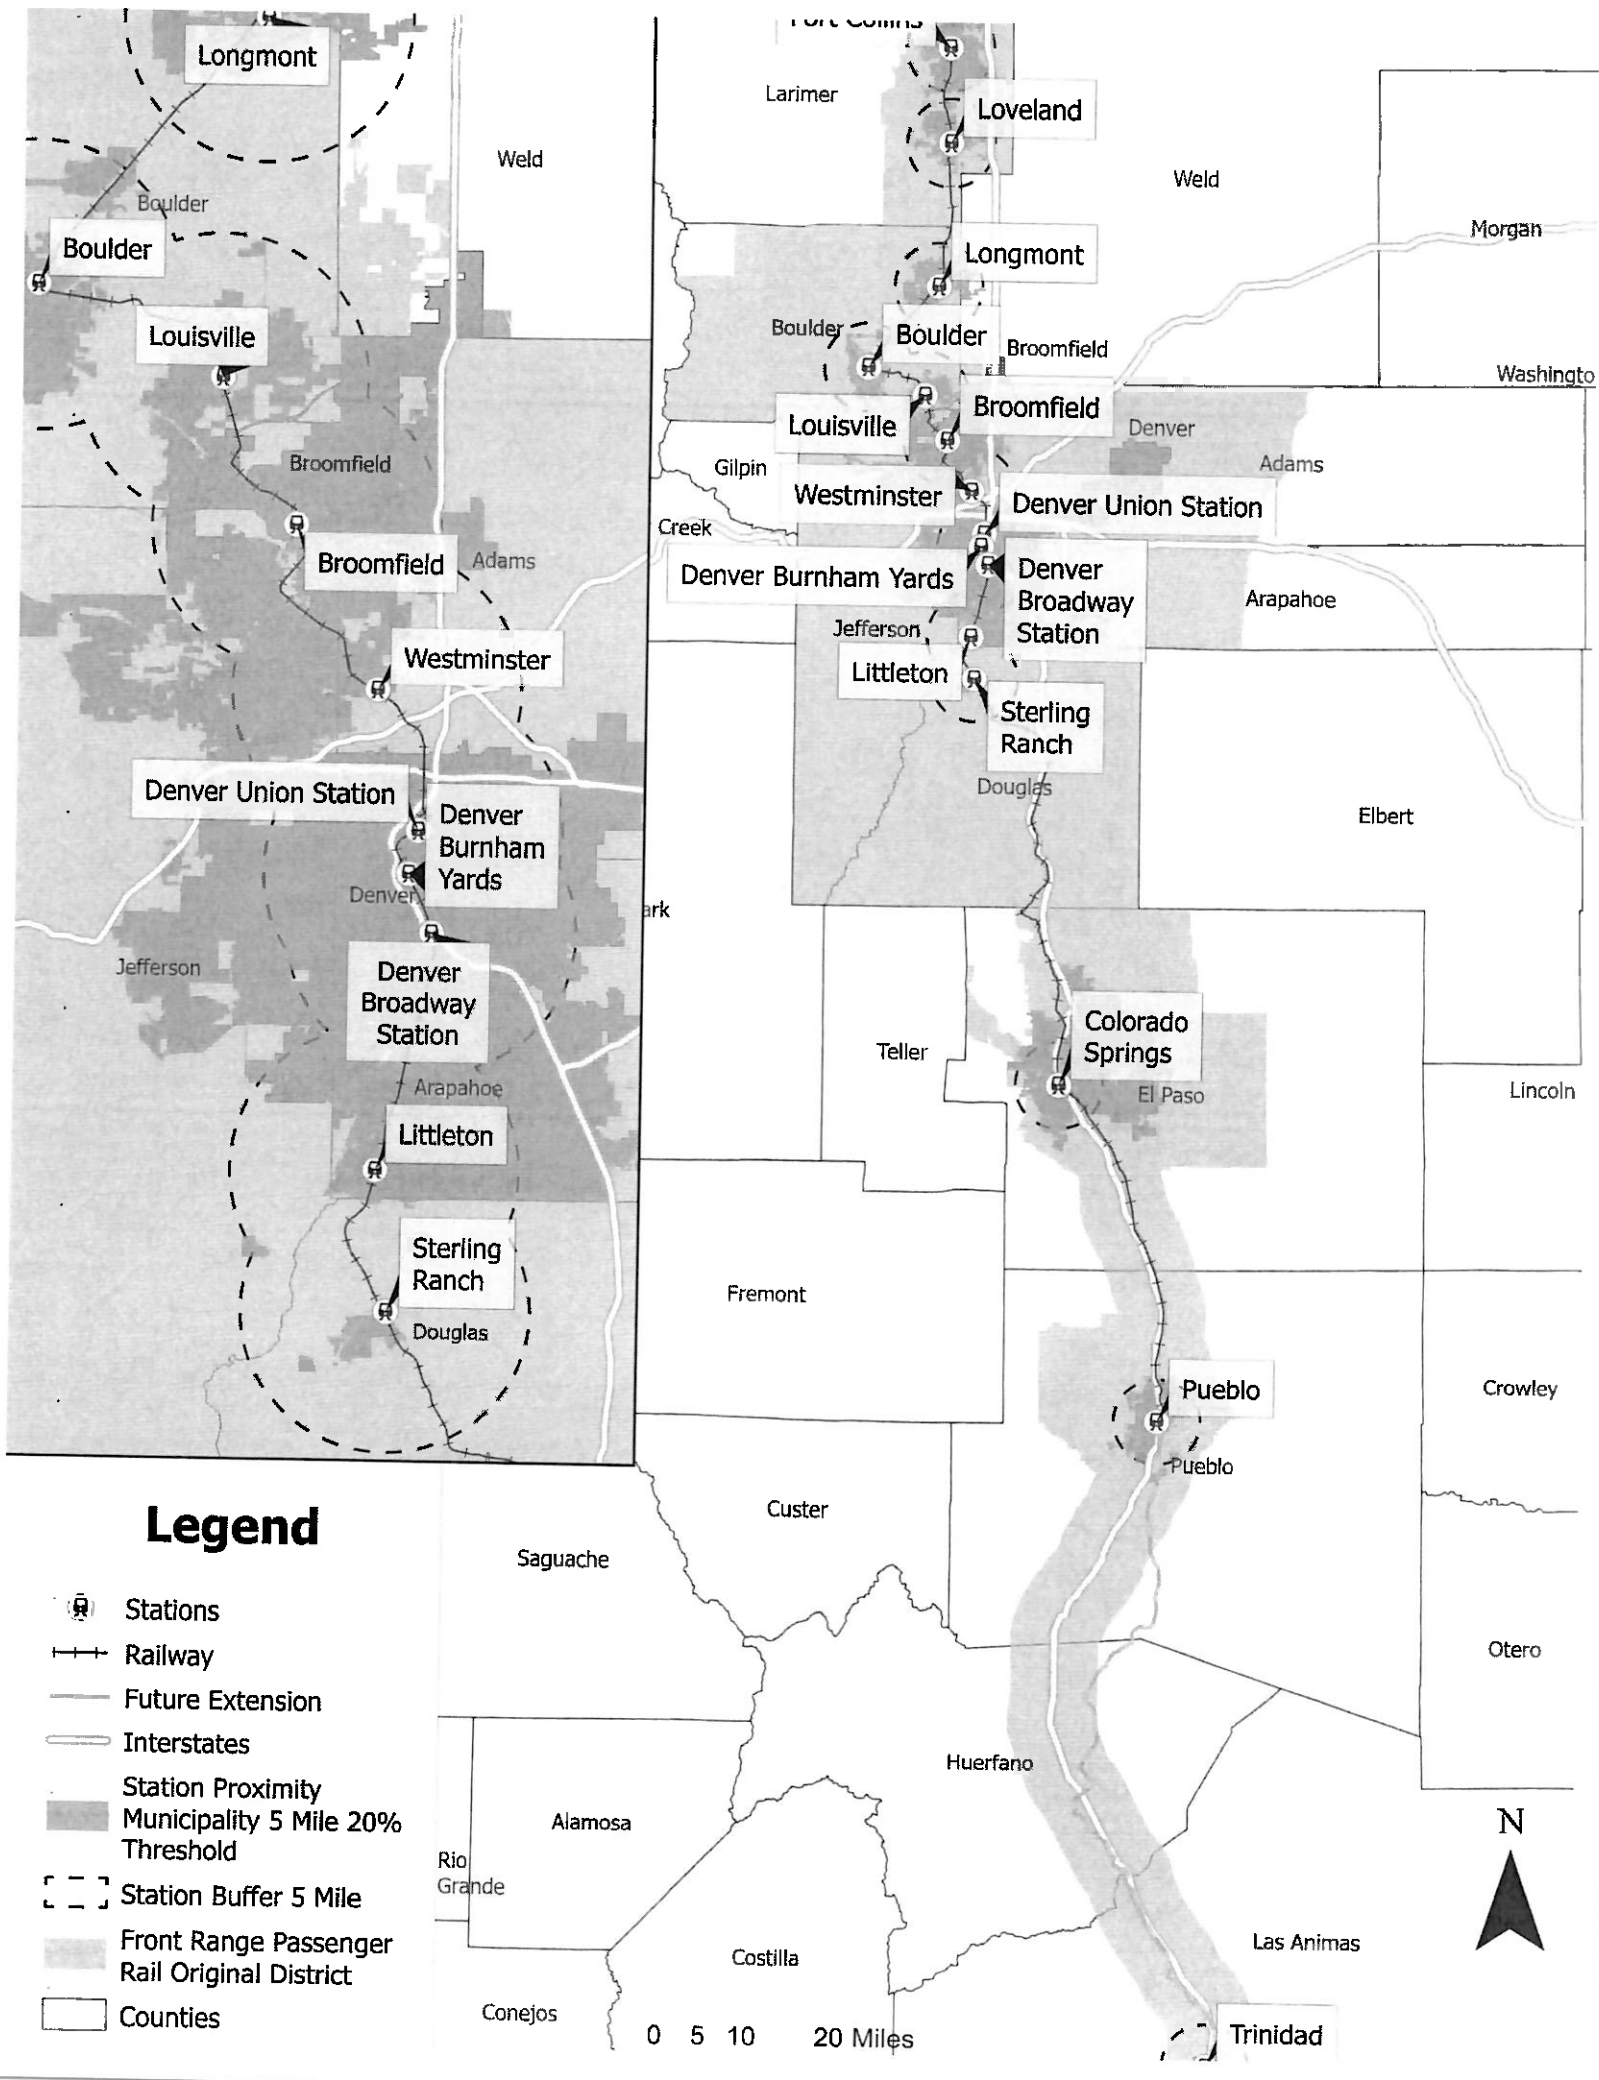 Longmont
Weld
Boulder
Boulder
Louisville
Broomfield
Broomfield
Adams
Westminster
Denver Union Station
Denver
Burnham
Yards
Denver
Jefferson
Denver
Broadway
Station
Arapahoe
Littleton
Sterling
Ranch
Douglas
Fort Collins
Larimer
Loveland
Weld
Morgan
Longmont
Boulder
Boulder
Broomfield
Washingto
Broomfield
Louisville
Denver
Gilpin
Adams
Westminster
Denver Union Station
Creek
Denver Burnham Yards
Denver
Broadway
Station
Arapahoe
Jefferson
Littleton
Sterling
Ranch
Douglas
Elbert
ark
Colorado
Springs
Teller
El Paso
Lincoln
Fremont
Pueblo
Crowley
Pueblo
Custer
Saguache
Otero
Huerfano
Alamosa
Rio
Grande
Las Animas
Costilla
Conejos
Trinidad
0 5 10 20 Miles
N
Legend
Stations
Railway
Future Extension
Interstates
Station Proximity
Municipality 5 Mile 20%
Threshold
Station Buffer 5 Mile
Front Range Passenger
Rail Original District
Counties